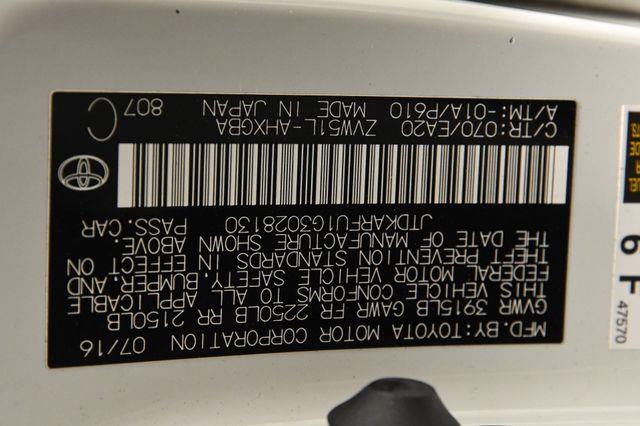 MFD.BY:TOYOTA MOTOR CORPORATION 07/16
GVWR 3915LB GAWR FR 2250LB RR 2150LB
THIS VEHICLE CONFORMS TO ALL APPLICABLE
FEDERAL MOTOR VEHICLE SAFETY, BUMPER, AND
THEFT PREVENTION STANDARDS IN EFFECT ON
THE DATE OF MANUFACTURE SHOWN ABOVE.
JTDKARFU1G3028130 PASS.CAR
C/TR:070/EA20 ZVW51L-AHXGBA 807 C
A/TM:-01A/P610 MADE IN JAPAN
6 F
47570